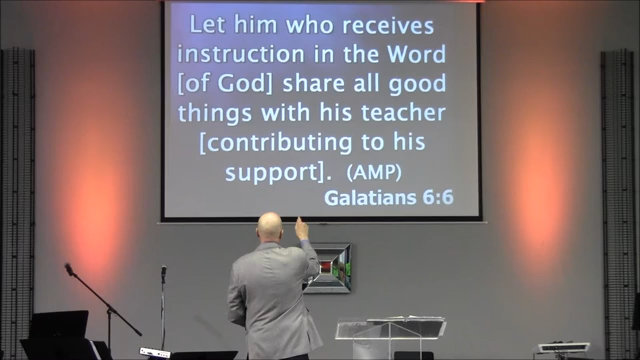 Let him who receives
instruction in the Word
[of God] share all good
things with his teacher
[contributing to his
support]. (AMP)
Galatians 6:6